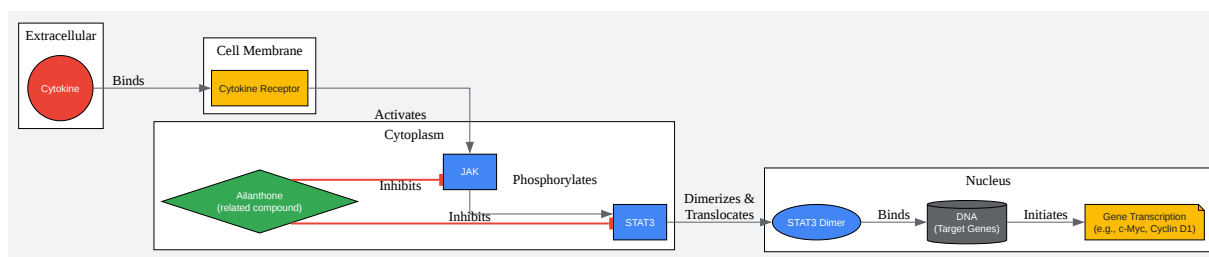 Extracellular
Cytokine
Binds
Cell Membrane
Cytokine Receptor
Activates
Cytoplasm
JAK
Ailanthone
(related compound)
Inhibits
Phosphorylates
Inhibits
STAT3
Dimerizes &
Translocates
Nucleus
STAT3 Dimer
Binds
DNA
(Target Genes)
Initiates
Gene Transcription
(e.g., c-Myc, Cyclin D1)